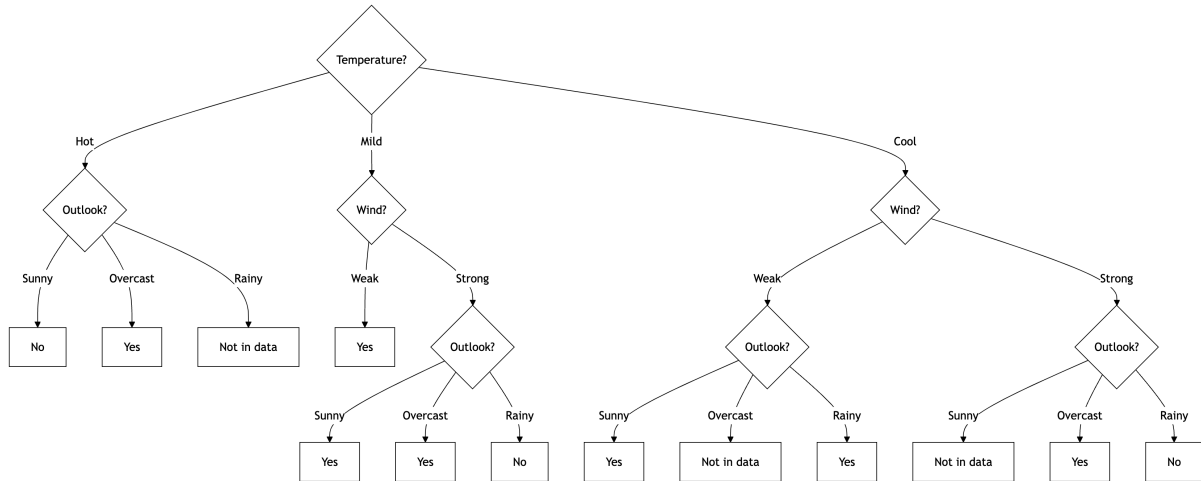 Temperature?
Hot
Mild
Cool
Outlook?
Wind?
Wind?
Sunny
Overcast
Rainy
Weak
Strong
Weak
Strong
No
Yes
Not in data
Yes
Outlook?
Outlook?
Outlook?
Sunny
Overcast
Rainy
Sunny
Overcast
Rainy
Sunny
Overcast
Rainy
Yes
Yes
No
Yes
Not in data
Yes
Not in data
Yes
No